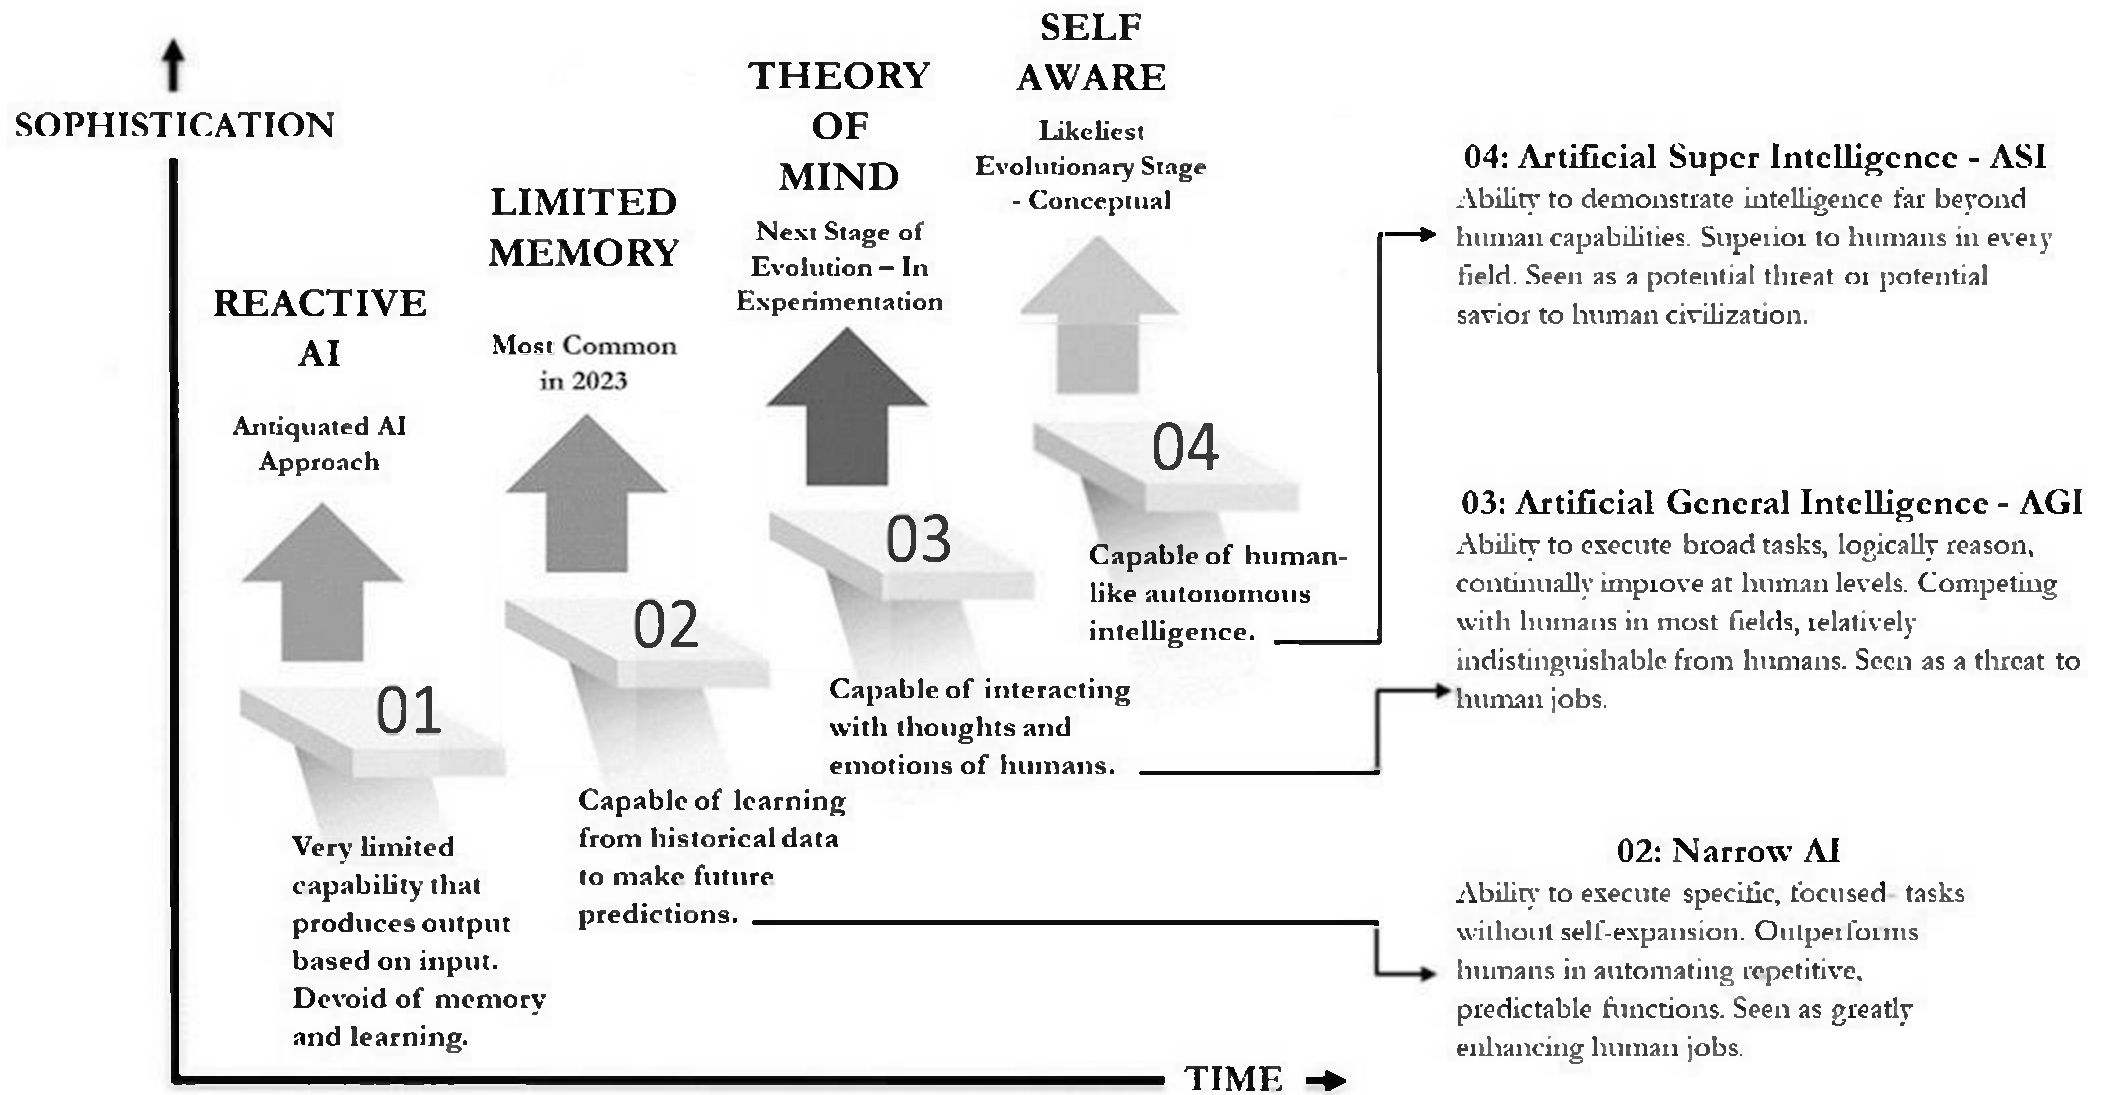 SOPHISTICATION
REACTIVE
AI
Antiquated AI
Approach
01
Very limited
capability that
produces output
based on input.
Devoid of memory
and learning.
LIMITED
MEMORY
Most Common
in 2023
02
Capable of learning
from historical data
to make future
predictions.
THEORY
OF
MIND
Next Stage of
Evolution – In
Experimentation
03
Capable of interacting
with thoughts and
emotions of humans.
SELF
AWARE
Likeliest
Evolutionary Stage
- Conceptual
04
Capable of human-
like autonomous
intelligence.
04: Artificial Super Intelligence - ASI
Ability to demonstrate intelligence far beyond
human capabilities. Superior to humans in every
field. Seen as a potential threat or potential
savior to human civilization.
03: Artificial General Intelligence - AGI
Ability to execute broad tasks, logically reason,
continually improve at human levels. Competing
with humans in most fields, relatively
indistinguishable from humans. Seen as a threat to
human jobs.
02: Narrow AI
Ability to execute specific, focused- tasks
without self-expansion. Outperforms
humans in automating repetitive,
predictable functions. Seen as greatly
enhancing human jobs.
TIME